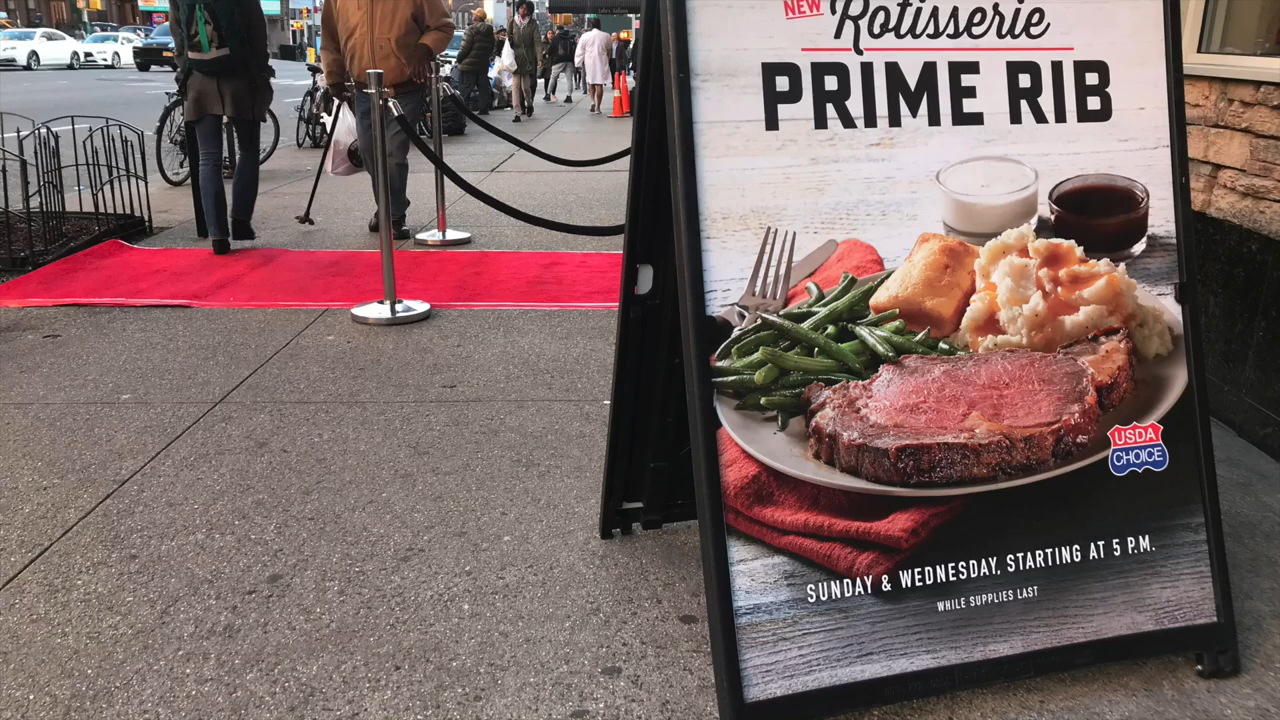 NEW
Rotisserie
PRIME RIB
USDA
CHOICE
SUNDAY & WEDNESDAY, STARTING AT 5 P.M.
WHILE SUPPLIES LAST